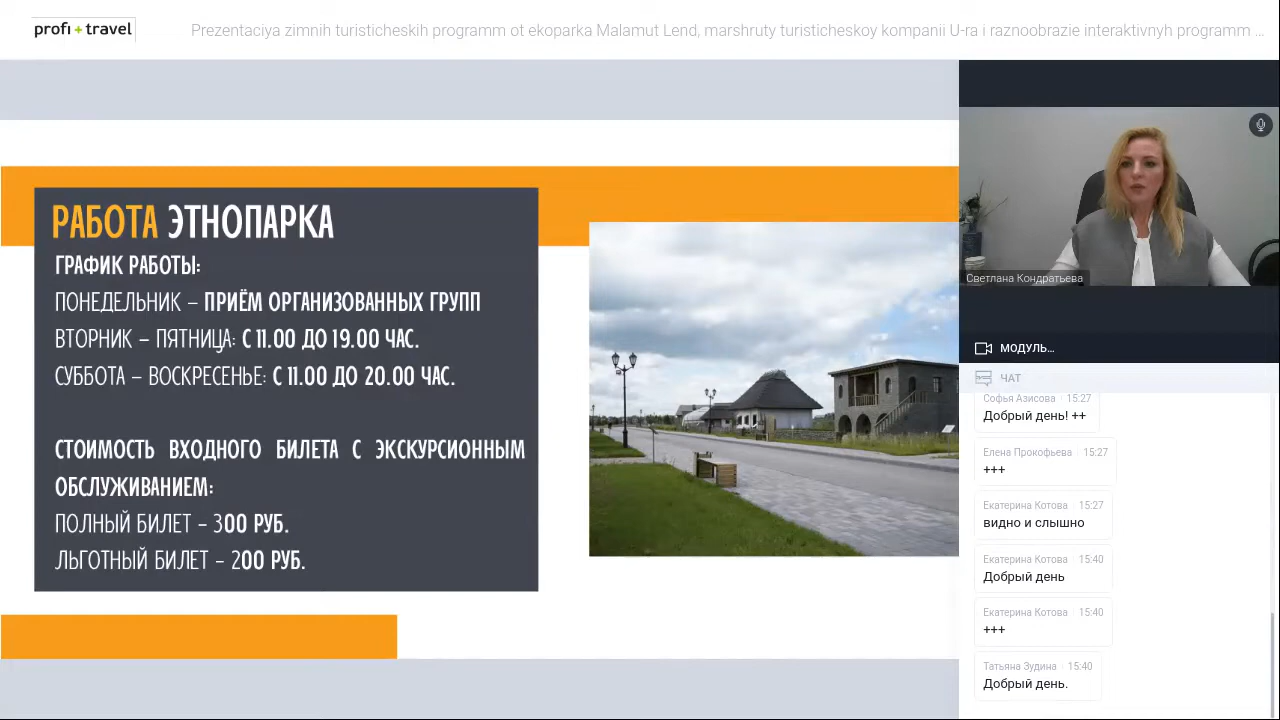 profi + travel
Prezentaciya zimnih turisticheskih programm ot ekoparka Malamut Lend, marshruty turisticheskoy kompanii U-ra i raznoobrazie interaktivnyh programm ...
РАБОТА ЭТНОПАРКА
ГРАФИК РАБОТЫ:
ПОНЕДЕЛЬНИК – ПРИЁМ ОРГАНИЗОВАННЫХ ГРУПП
ВТОРНИК – ПЯТНИЦА: С 11.00 ДО 19.00 ЧАС.
СУББОТА – ВОСКРЕСЕНЬЕ: С 11.00 ДО 20.00 ЧАС.
СТОИМОСТЬ ВХОДНОГО БИЛЕТА С ЭКСКУРСИОННЫМ
ОБСЛУЖИВАНИЕМ:
ПОЛНЫЙ БИЛЕТ – 300 РУБ.
ЛЬГОТНЫЙ БИЛЕТ – 200 РУБ.
Светлана Кондратьева
МОДУЛЬ...
ЧАТ
Софья Азисова 15:27
Добрый день! ++
Елена Прокофьева 15:27
+++
Екатерина Котова 15:27
видно и слышно
Екатерина Котова 15:40
Добрый день
Екатерина Котова 15:40
+++
Татьяна Зудина 15:40
Добрый день.